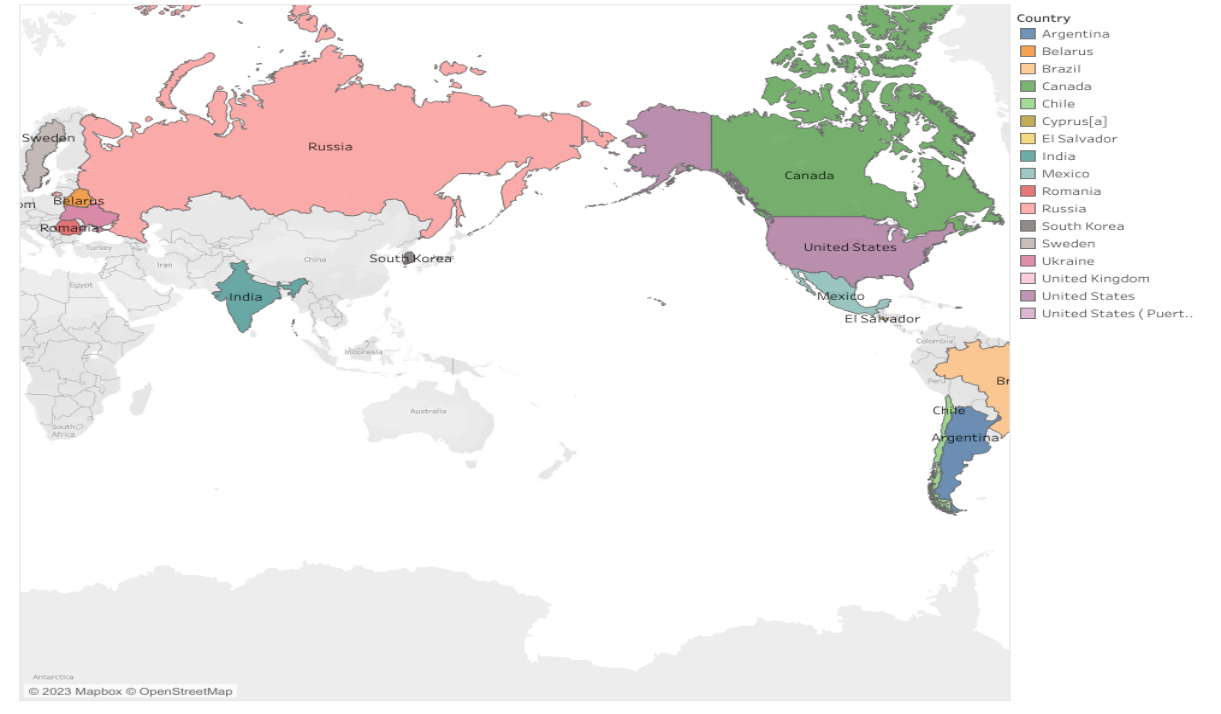 Country
Argentina
Belarus
Brazil
Canada
Chile
Cyprus[a]
El Salvador
India
Mexico
Romania
Russia
South Korea
Sweden
Ukraine
United Kingdom
United States
United States ( Puert..
Sweden
Russia
Canada
Belarus
om
Romania
Turkey
United States
Iran
China
South Korea
Egypt
India
Mexico
El Salvador
Colombia
Indonesia
Peru
Br
Chile
Australia
South
Africa
Argentina
Antarctica
© 2023 Mapbox © OpenStreetMap